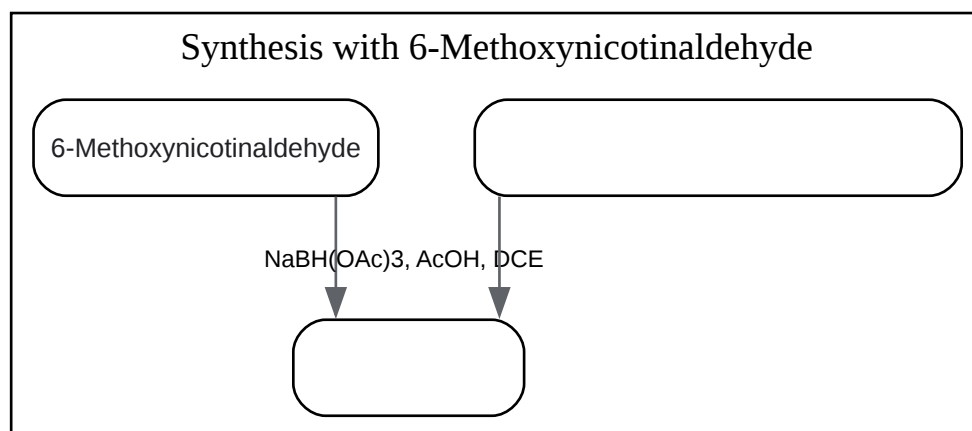 Synthesis with 6-Methoxynicotinaldehyde
6-Methoxynicotinaldehyde
NaBH(OAc)3, AcOH, DCE